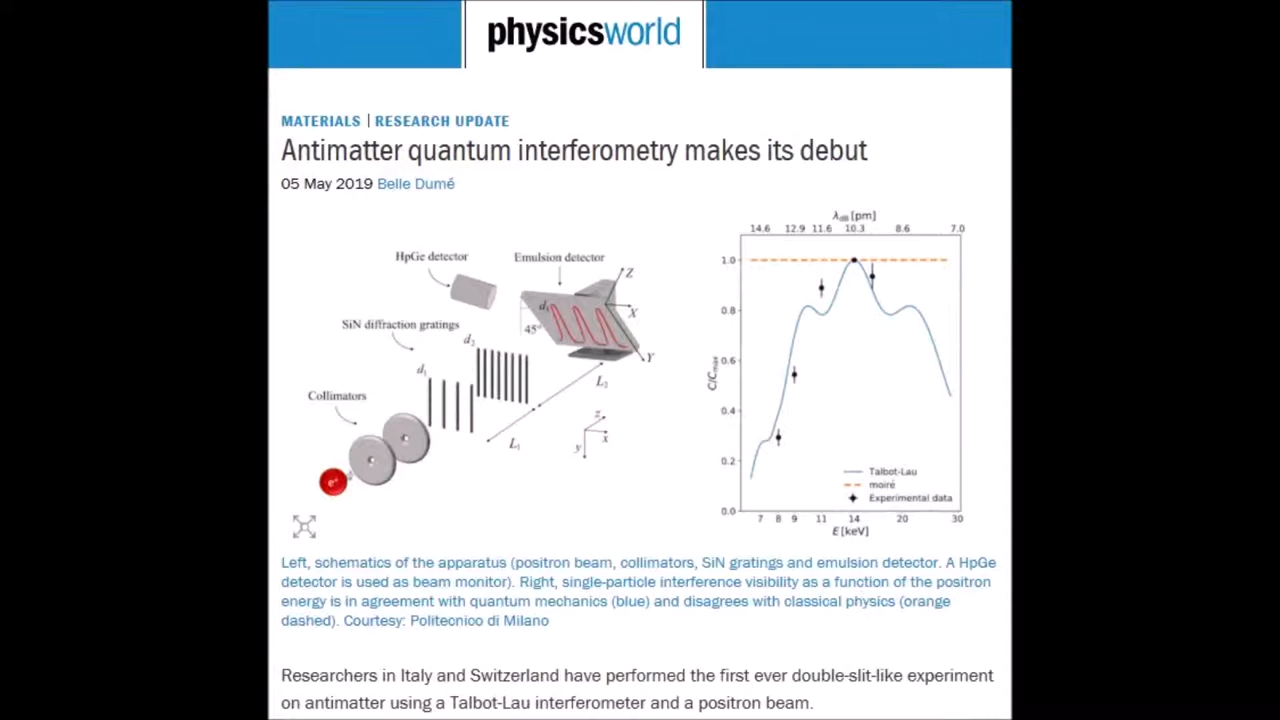 physicsworld
MATERIALS | RESEARCH UPDATE
Antimatter quantum interferometry makes its debut
05 May 2019 Belle Dumé
HpGe detector
Emulsion detector
Z
X
Y
d₃
45°
SiN diffraction gratings
d₂
d₁
Collimators
L₂
L₁
z
x
y
e⁺
λdB [pm]
14.6 12.9 11.6 10.3 8.6 7.0
C/Cmax
1.0
0.8
0.6
0.4
0.2
0.0
Talbot-Lau
moiré
Experimental data
7 8 9 11 14 20 30
E [keV]
Left, schematics of the apparatus (positron beam, collimators, SiN gratings and emulsion detector. A HpGe
detector is used as beam monitor). Right, single-particle interference visibility as a function of the positron
energy is in agreement with quantum mechanics (blue) and disagrees with classical physics (orange
dashed). Courtesy: Politecnico di Milano
Researchers in Italy and Switzerland have performed the first ever double-slit-like experiment
on antimatter using a Talbot-Lau interferometer and a positron beam.